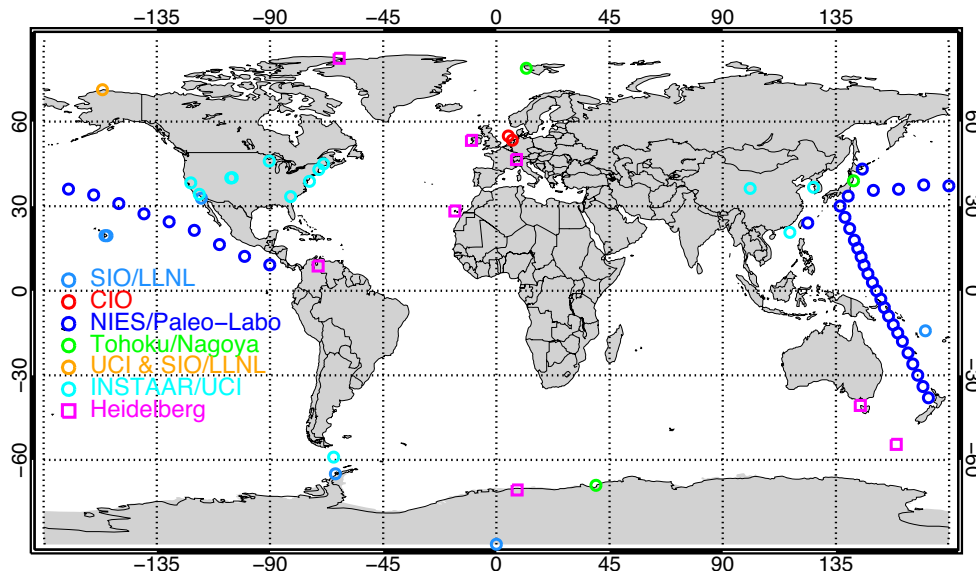 −135 −90 −45 0 45 90 135
60 60
30 30
0 0
−30 −30
−60 −60
SIO/LLNL
CIO
NIES/Paleo−Labo
Tohoku/Nagoya
UCI & SIO/LLNL
INSTAAR/UCI
Heidelberg
−135 −90 −45 0 45 90 135